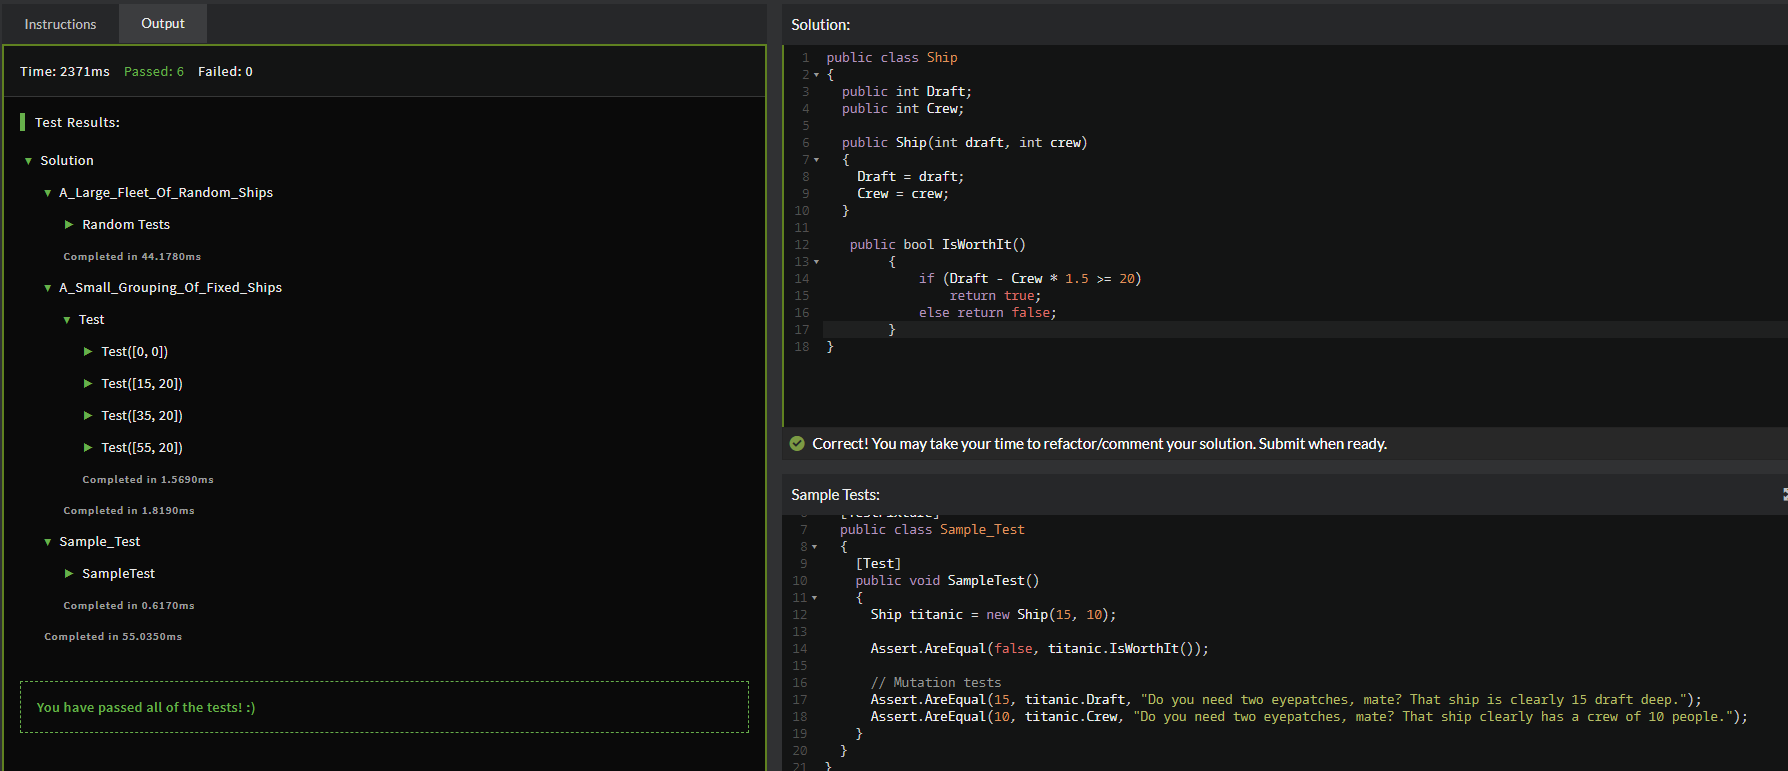 Instructions
Output
Time: 2371ms Passed: 6 Failed: 0
Test Results:
Solution
A_Large_Fleet_Of_Random_Ships
Random Tests
Completed in 44.1780ms
A_Small_Grouping_Of_Fixed_Ships
Test
Test([0, 0])
Test([15, 20])
Test([35, 20])
Test([55, 20])
Completed in 1.5690ms
Completed in 1.8190ms
Sample_Test
SampleTest
Completed in 0.6170ms
Completed in 55.0350ms
You have passed all of the tests! :)
Solution:
1 public class Ship
2 {
3 public int Draft;
4 public int Crew;
5
6 public Ship(int draft, int crew)
7 {
8 Draft = draft;
9 Crew = crew;
10 }
11
12 public bool IsWorthIt()
13 {
14 if (Draft - Crew * 1.5 >= 20)
15 return true;
16 else return false;
17 }
18 }
Correct! You may take your time to refactor/comment your solution. Submit when ready.
Sample Tests:
6 [TestFixture]
7 public class Sample_Test
8 {
9 [Test]
10 public void SampleTest()
11 {
12 Ship titanic = new Ship(15, 10);
13
14 Assert.AreEqual(false, titanic.IsWorthIt());
15
16 // Mutation tests
17 Assert.AreEqual(15, titanic.Draft, "Do you need two eyepatches, mate? That ship is clearly 15 draft deep.");
18 Assert.AreEqual(10, titanic.Crew, "Do you need two eyepatches, mate? That ship clearly has a crew of 10 people.");
19 }
20 }
21 }